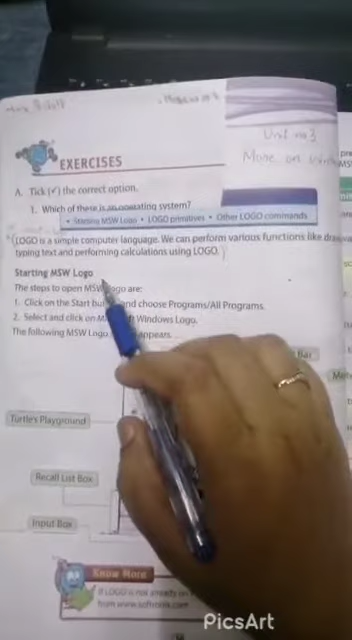 Unit no 3
More on
EXERCISES
A. Tick (✓) the correct option.
1. Which of these is an operating system?
• Starting MSW Logo • LOGO primitives • Other LOGO commands
LOGO is a simple computer language. We can perform various functions like
typing text and performing calculations using LOGO.
Starting MSW Logo
The steps to open MSW Logo are:
1. Click on the Start and choose Programs/All Programs.
2. Select and click on Windows Logo.
The following MSW Logo appears.
Bar
Turtle's Playground
Recall List Box
Input Box
Know More
If LOGO is not already on
from www.softronix.com
PicsArt